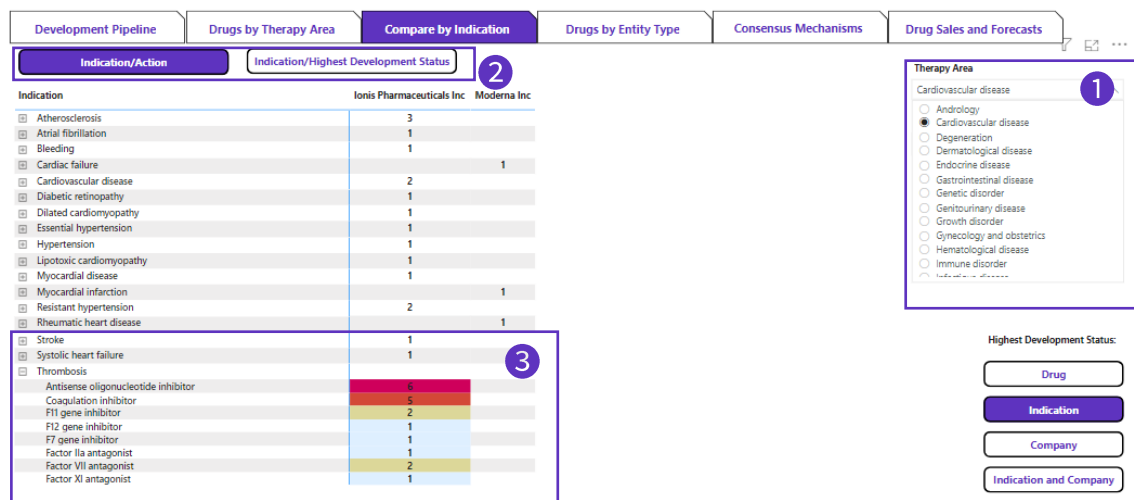 Development Pipeline
Drugs by Therapy Area
Compare by Indication
Drugs by Entity Type
Consensus Mechanisms
Drug Sales and Forecasts
Indication/Action
Indication/Highest Development Status
2
Indication Ionis Pharmaceuticals Inc Moderna Inc
Atherosclerosis 3
Atrial fibrillation 1
Bleeding 1
Cardiac failure 1
Cardiovascular disease 2
Diabetic retinopathy 1
Dilated cardiomyopathy 1
Essential hypertension 1
Hypertension 1
Lipotoxic cardiomyopathy 1
Myocardial disease 1
Myocardial infarction 1
Resistant hypertension 2
Rheumatic heart disease 1
Stroke 1
Systolic heart failure 1
3
Thrombosis
Antisense oligonucleotide inhibitor 6
Coagulation inhibitor 5
F11 gene inhibitor 2
F12 gene inhibitor 1
F7 gene inhibitor 1
Factor IIa antagonist 1
Factor VII antagonist 2
Factor XI antagonist 1
Therapy Area
1
Cardiovascular disease
Andrology
Cardiovascular disease
Degeneration
Dermatological disease
Endocrine disease
Gastrointestinal disease
Genetic disorder
Genitourinary disease
Growth disorder
Gynecology and obstetrics
Hematological disease
Immune disorder
Infectious disease
Highest Development Status:
Drug
Indication
Company
Indication and Company